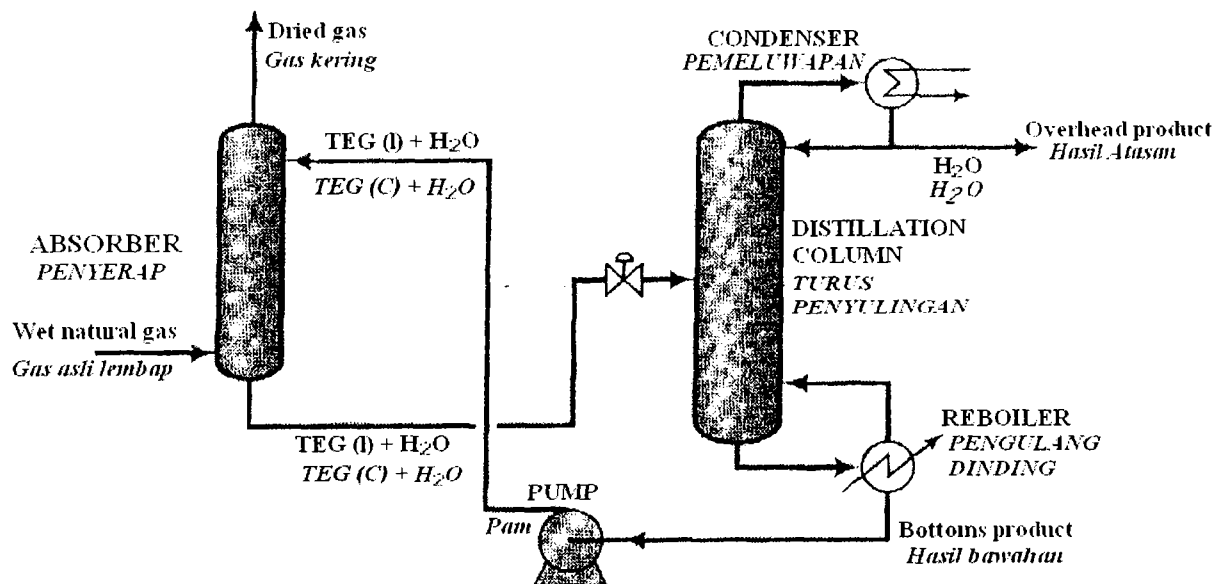 Dried gas
Gas kering
CONDENSER
PEMELUWAPAN
TEG (l) + H₂O
TEG (C) + H₂O
Overhead product
Hasil Atasan
H₂O
H₂O
ABSORBER
PENYERAP
DISTILLATION
COLUMN
TURUS
PENYULINGAN
Wet natural gas
Gas asli lembap
TEG (l) + H₂O
TEG (C) + H₂O
REBOILER
PENGULANG
DINDING
PUMP
Pam
Bottoms product
Hasil bawahan